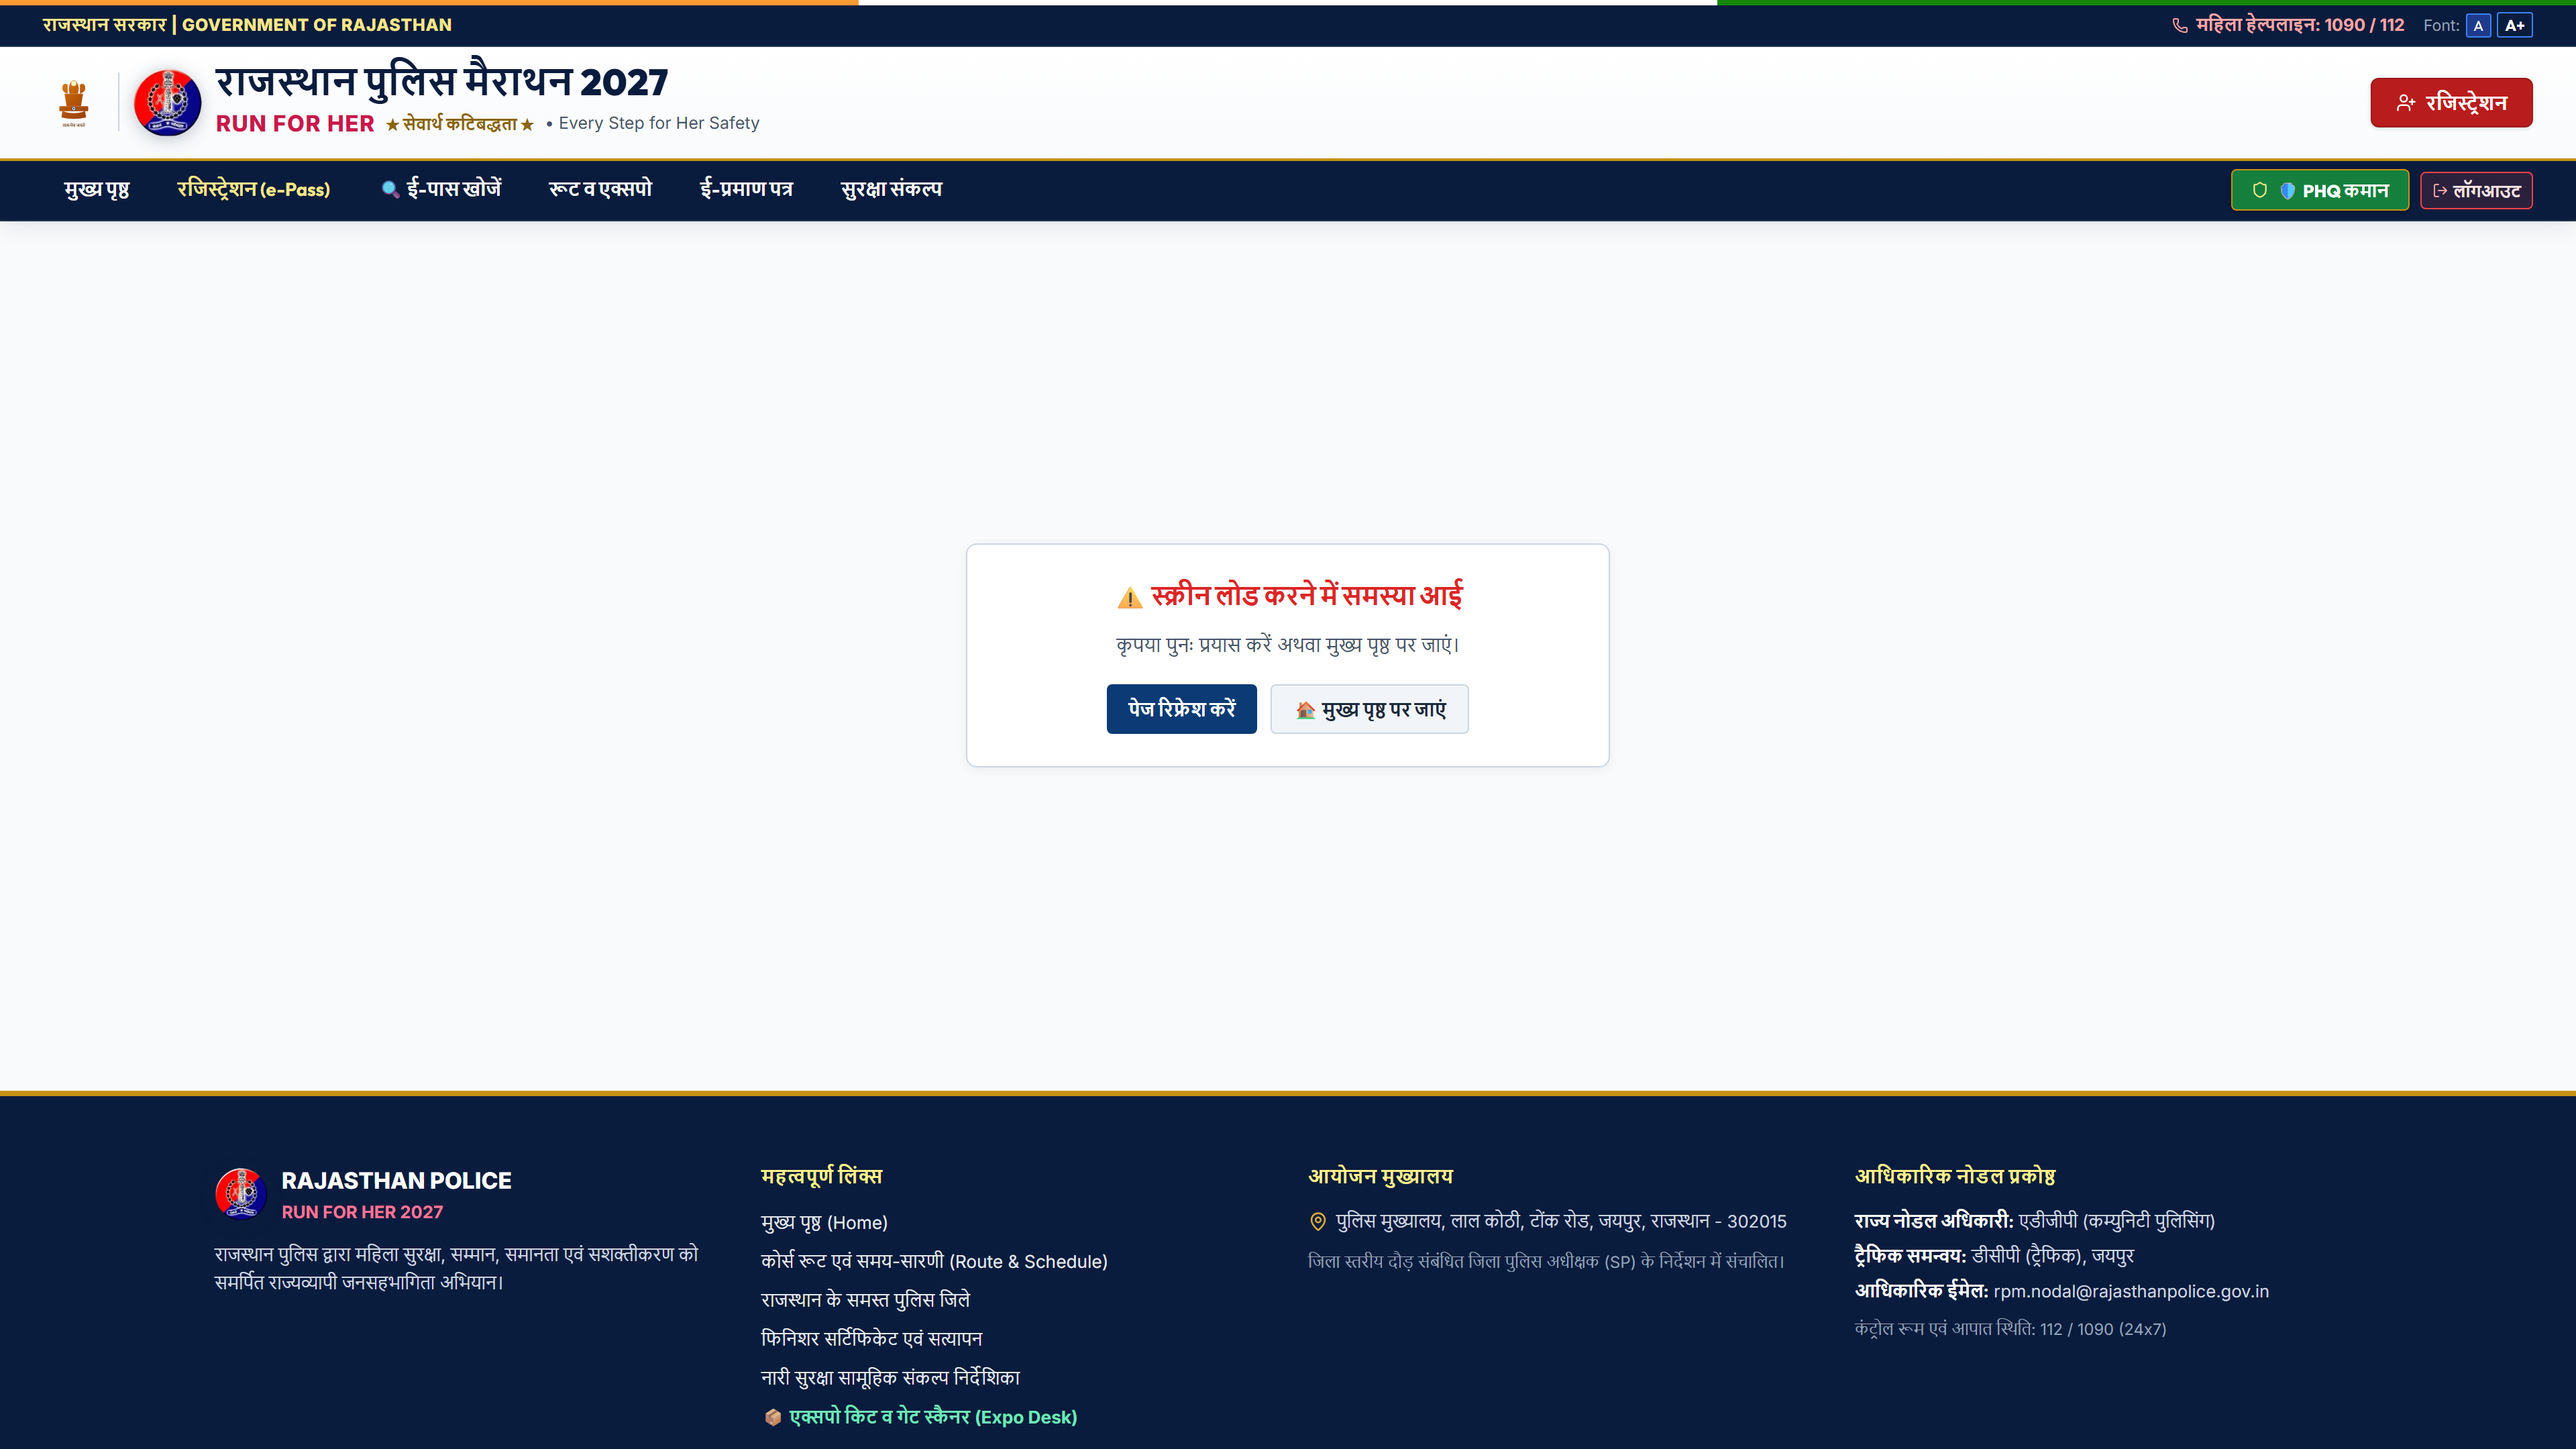 राजस्थान सरकार | GOVERNMENT OF RAJASTHAN
महिला हेल्पलाइन: 1090 / 112 Font: A A+
राजस्थान पुलिस मैराथन 2027
RUN FOR HER ★ सेवार्थ कटिबद्धता ★ • Every Step for Her Safety
रजिस्ट्रेशन
मुख्य पृष्ठ रजिस्ट्रेशन (e-Pass) ई-पास खोजें रूट व एक्सपो ई-प्रमाण पत्र सुरक्षा संकल्प
PHQ कमान लॉगआउट
स्क्रीन लोड करने में समस्या आई
कृपया पुनः प्रयास करें अथवा मुख्य पृष्ठ पर जाएं।
पेज रिफ्रेश करें मुख्य पृष्ठ पर जाएं
RAJASTHAN POLICE
RUN FOR HER 2027
राजस्थान पुलिस द्वारा महिला सुरक्षा, सम्मान, समानता एवं सशक्तीकरण को
समर्पित राज्यव्यापी जनसहभागिता अभियान।
महत्वपूर्ण लिंक्स
मुख्य पृष्ठ (Home)
कोर्स रूट एवं समय-सारणी (Route & Schedule)
राजस्थान के समस्त पुलिस जिले
फिनिशर सर्टिफिकेट एवं सत्यापन
नारी सुरक्षा सामूहिक संकल्प निर्देशिका
एक्सपो किट व गेट स्कैनर (Expo Desk)
आयोजन मुख्यालय
पुलिस मुख्यालय, लाल कोठी, टोंक रोड, जयपुर, राजस्थान - 302015
जिला स्तरीय दौड़ संबंधित जिला पुलिस अधीक्षक (SP) के निर्देशन में संचालित।
आधिकारिक नोडल प्रकोष्ठ
राज्य नोडल अधिकारी: एडीजीपी (कम्युनिटी पुलिसिंग)
ट्रैफिक समन्वय: डीसीपी (ट्रैफिक), जयपुर
आधिकारिक ईमेल: rpm.nodal@rajasthanpolice.gov.in
कंट्रोल रूम एवं आपात स्थिति: 112 / 1090 (24x7)